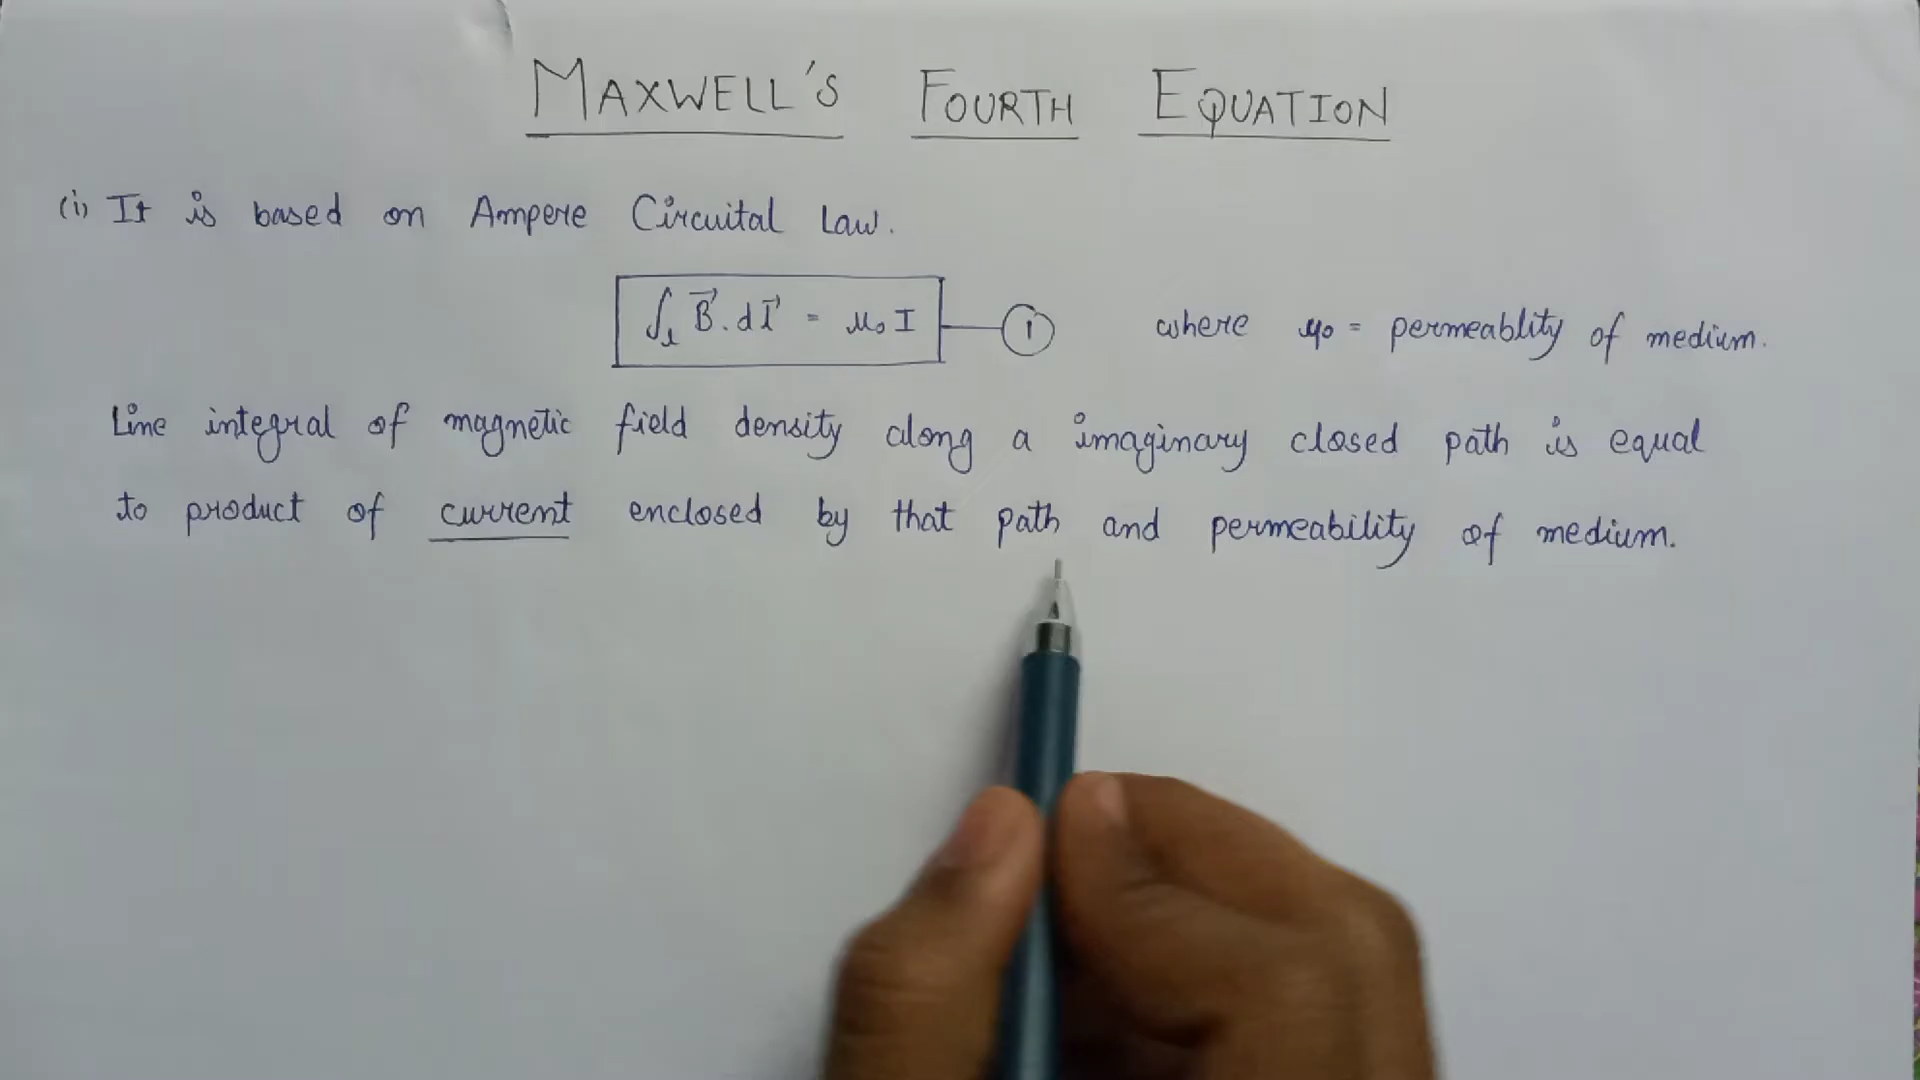 MAXWELL'S FOURTH EQUATION
(i) It is based on Ampere Circuital Law.
∫l B⃗. dl⃗ = μ₀ I — ① where μ₀ = permeablity of medium.
Line integral of magnetic field density along a imaginary closed path is equal
to product of current enclosed by that path and permeability of medium.